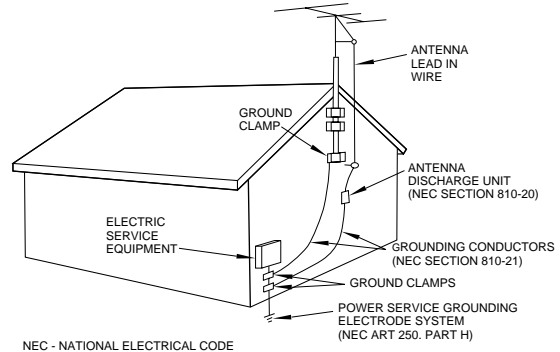 ANTENNA
LEAD IN
WIRE
GROUND
CLAMP
ANTENNA
DISCHARGE UNIT
(NEC SECTION 810-20)
ELECTRIC
SERVICE
EQUIPMENT
GROUNDING CONDUCTORS
(NEC SECTION 810-21)
GROUND CLAMPS
POWER SERVICE GROUNDING
ELECTRODE SYSTEM
(NEC ART 250. PART H)
NEC - NATIONAL ELECTRICAL CODE